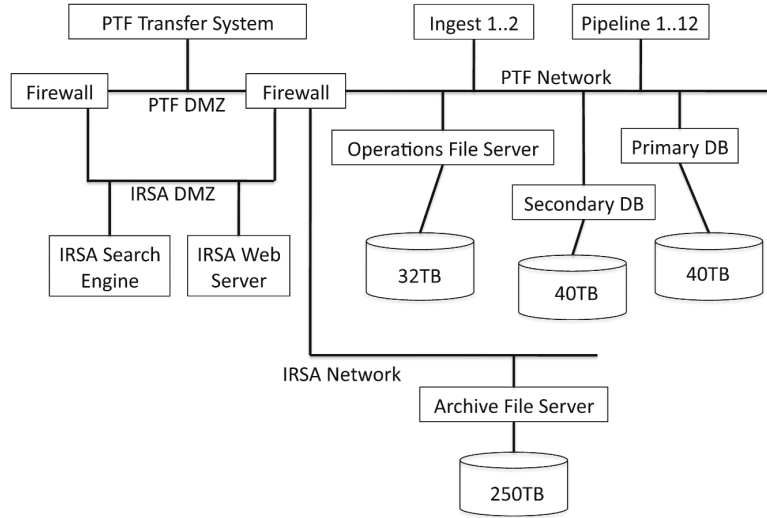 PTF Transfer System
Ingest 1..2
Pipeline 1..12
Firewall
PTF DMZ
Firewall
PTF Network
Operations File Server
Primary DB
IRSA DMZ
Secondary DB
IRSA Search
Engine
IRSA Web
Server
32TB
40TB
40TB
IRSA Network
Archive File Server
250TB